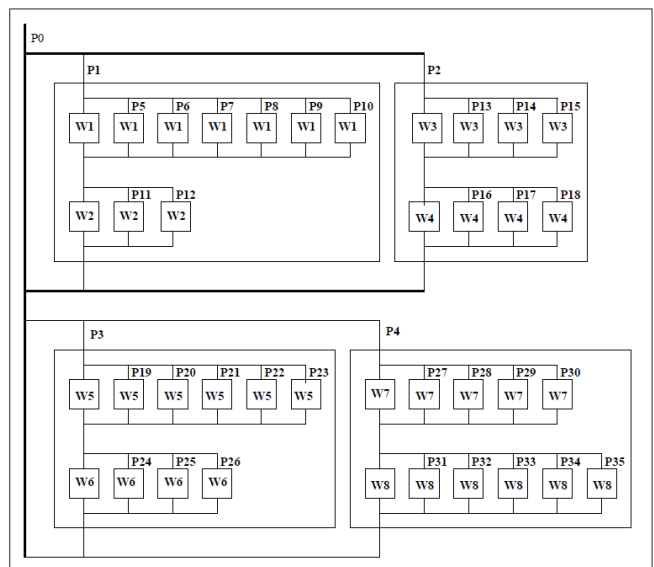 P0
P1 P2
P5 P6 P7 P8 P9 P10 P13 P14 P15
W1 W1 W1 W1 W1 W1 W1 W3 W3 W3 W3
P11 P12 P16 P17 P18
W2 W2 W2 W4 W4 W4 W4
P3 P4
P19 P20 P21 P22 P23 P27 P28 P29 P30
W5 W5 W5 W5 W5 W5 W7 W7 W7 W7 W7
P24 P25 P26 P31 P32 P33 P34 P35
W6 W6 W6 W6 W8 W8 W8 W8 W8 W8